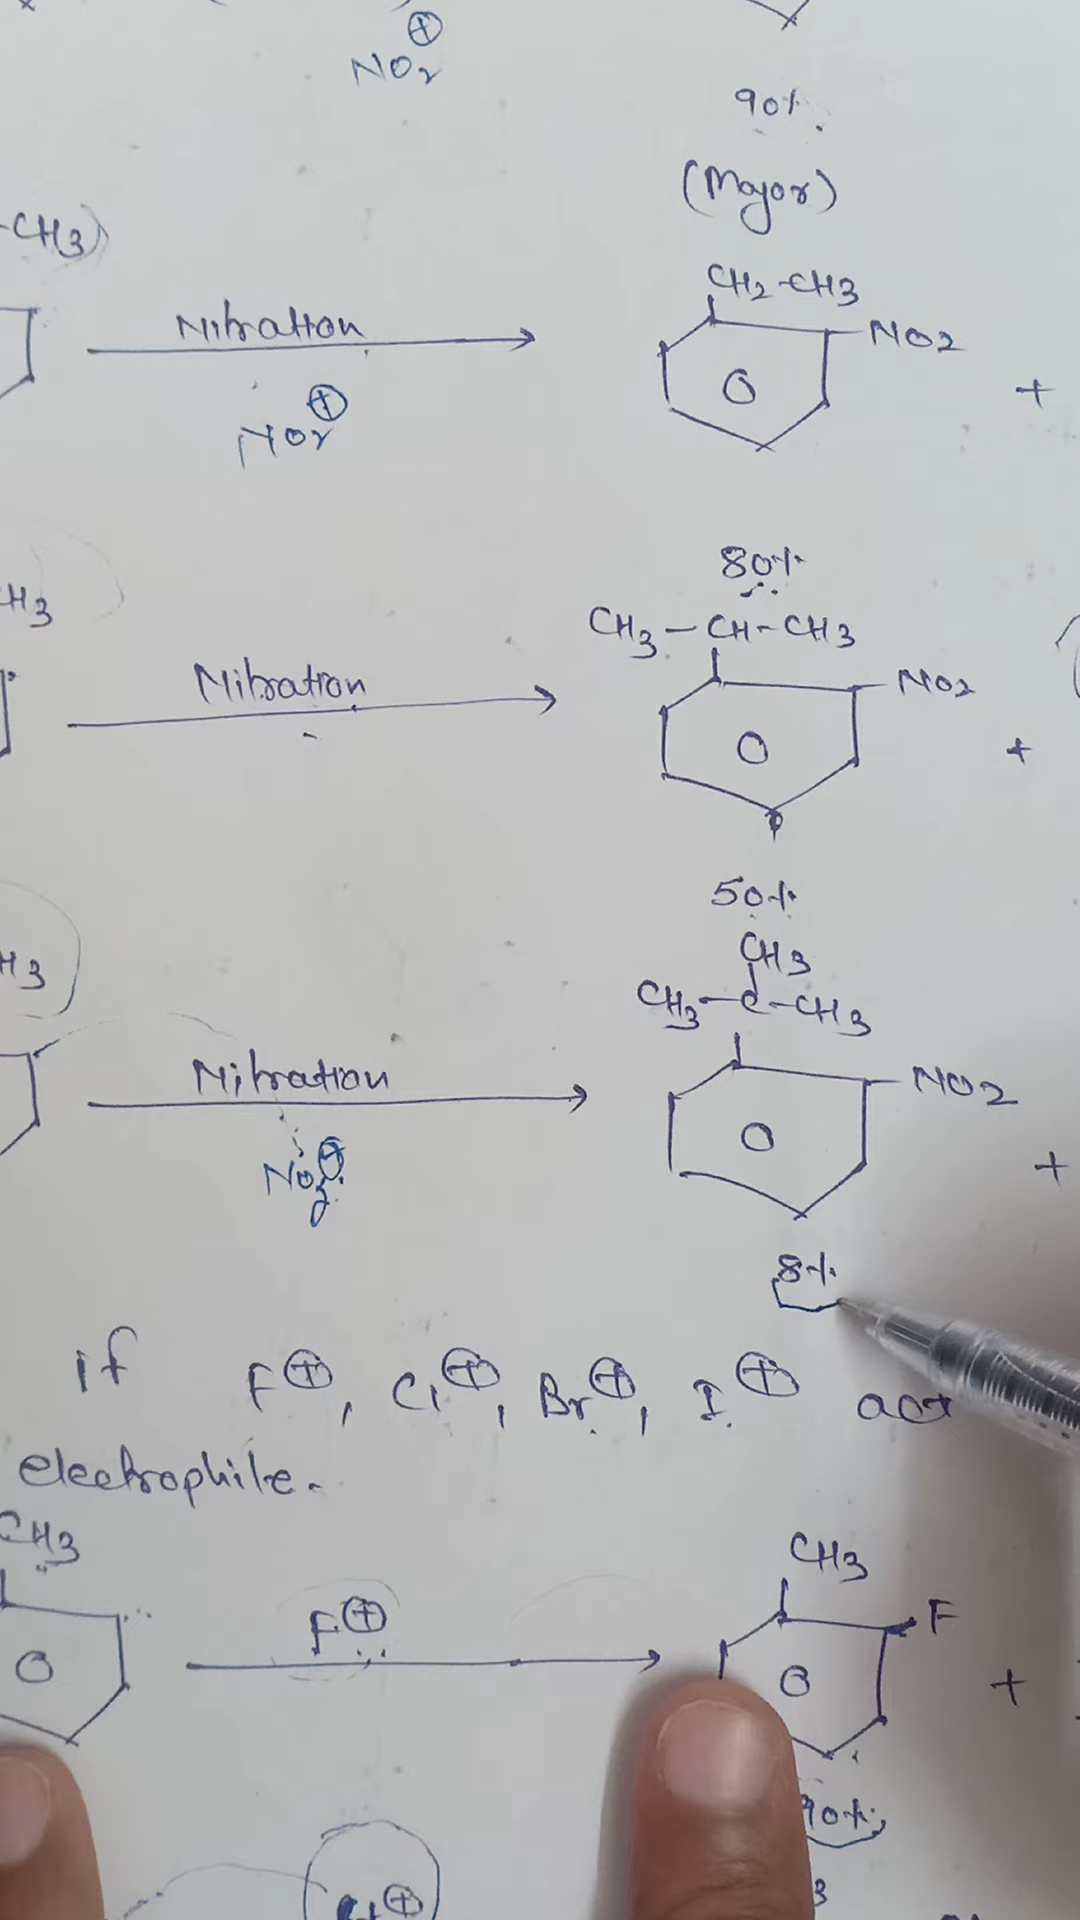 NO₂⊕
90%
(Major)
-CH3)
CH2-CH3
Nitration
NO2
NO₂⊕
+
80%
H3
CH3-CH-CH3
Nitration
NO2
+
50%
CH3
H3
CH3-C-CH3
Nitration
NO2
NO2⊕
+
8%
if F⊕, Cl⊕, Br⊕, I⊕ act
electrophile.
CH3
CH3
F⊕
F
+
90%
3